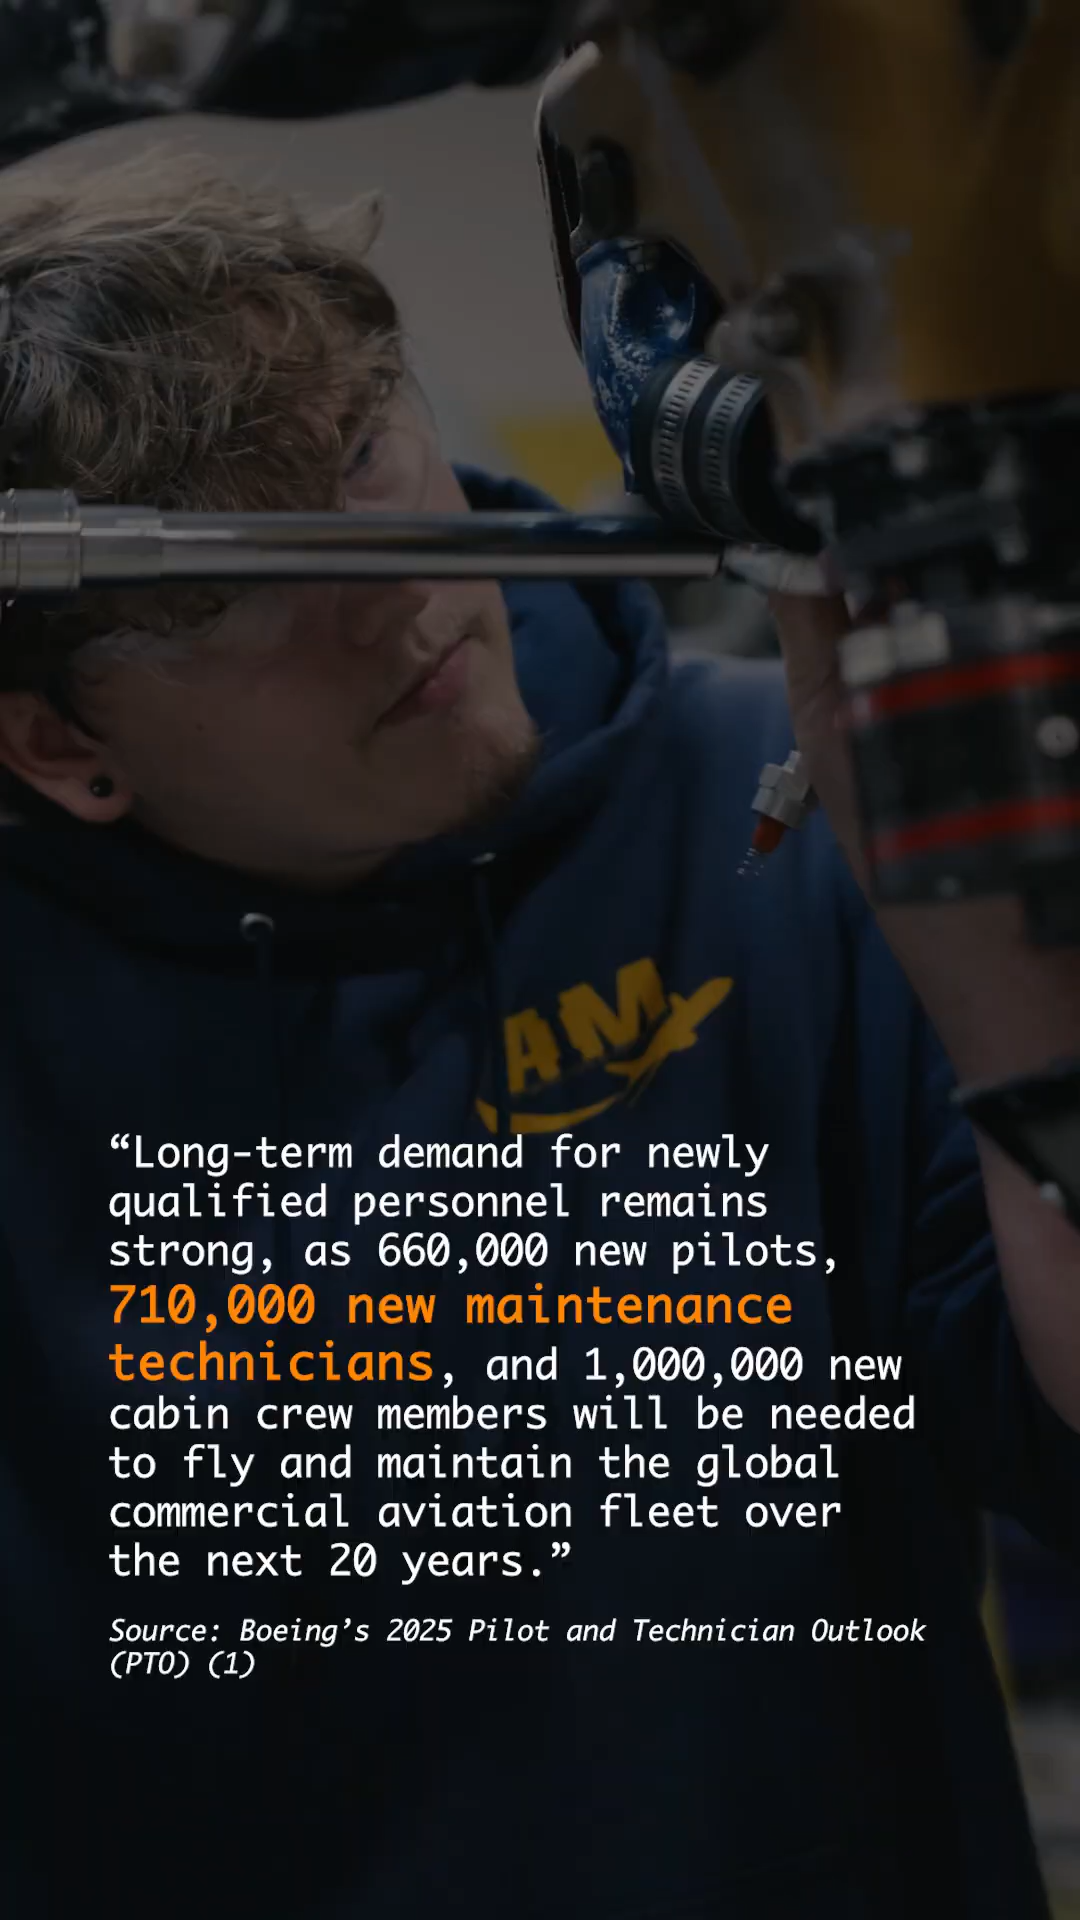 AM
“Long-term demand for newly
qualified personnel remains
strong, as 660,000 new pilots,
710,000 new maintenance
technicians, and 1,000,000 new
cabin crew members will be needed
to fly and maintain the global
commercial aviation fleet over
the next 20 years.”
Source: Boeing’s 2025 Pilot and Technician Outlook
(PTO) (1)